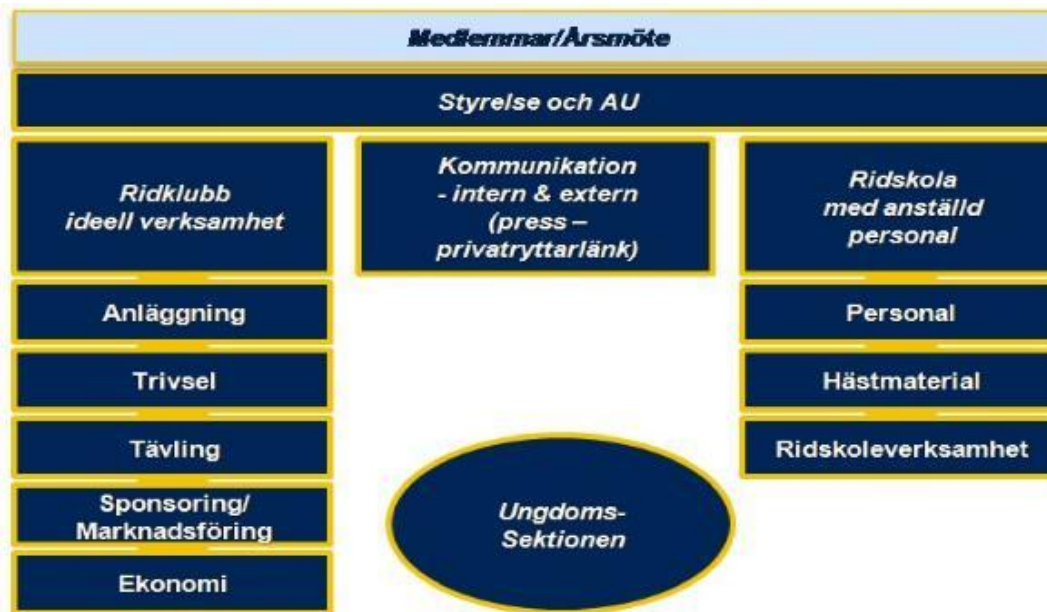 Medlemmar/Årsmöte
Styrelse och AU
Ridklubb
ideell verksamhet
Anläggning
Trivsel
Tävling
Sponsoring/
Marknadsföring
Ekonomi
Kommunikation
- intern & extern
(press –
privatryttarlänk)
Ungdoms-
Sektionen
Ridskola
med anställd
personal
Personal
Hästmaterial
Ridskoleverksamhet